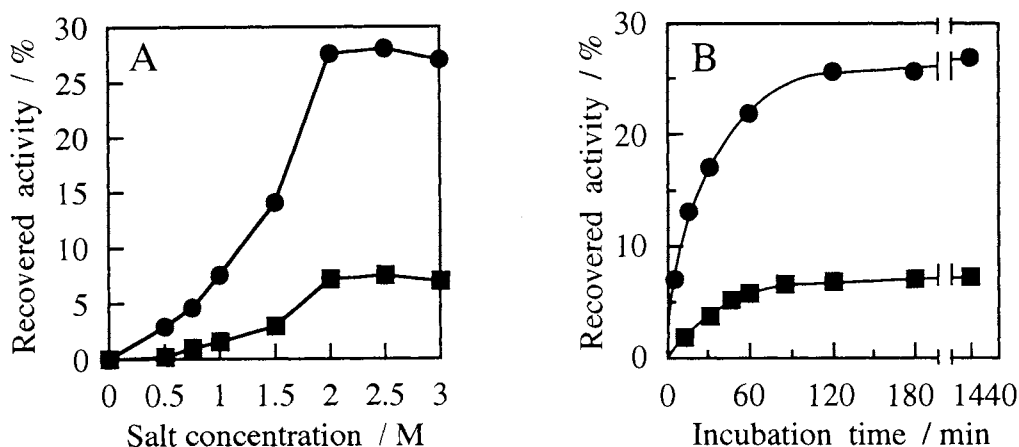 A
Recovered activity / %
30
25
20
15
10
5
0
0 0.5 1 1.5 2 2.5 3
Salt concentration / M
B
Recovered activity / %
30
20
10
0
0 60 120 180 1440
Incubation time / min